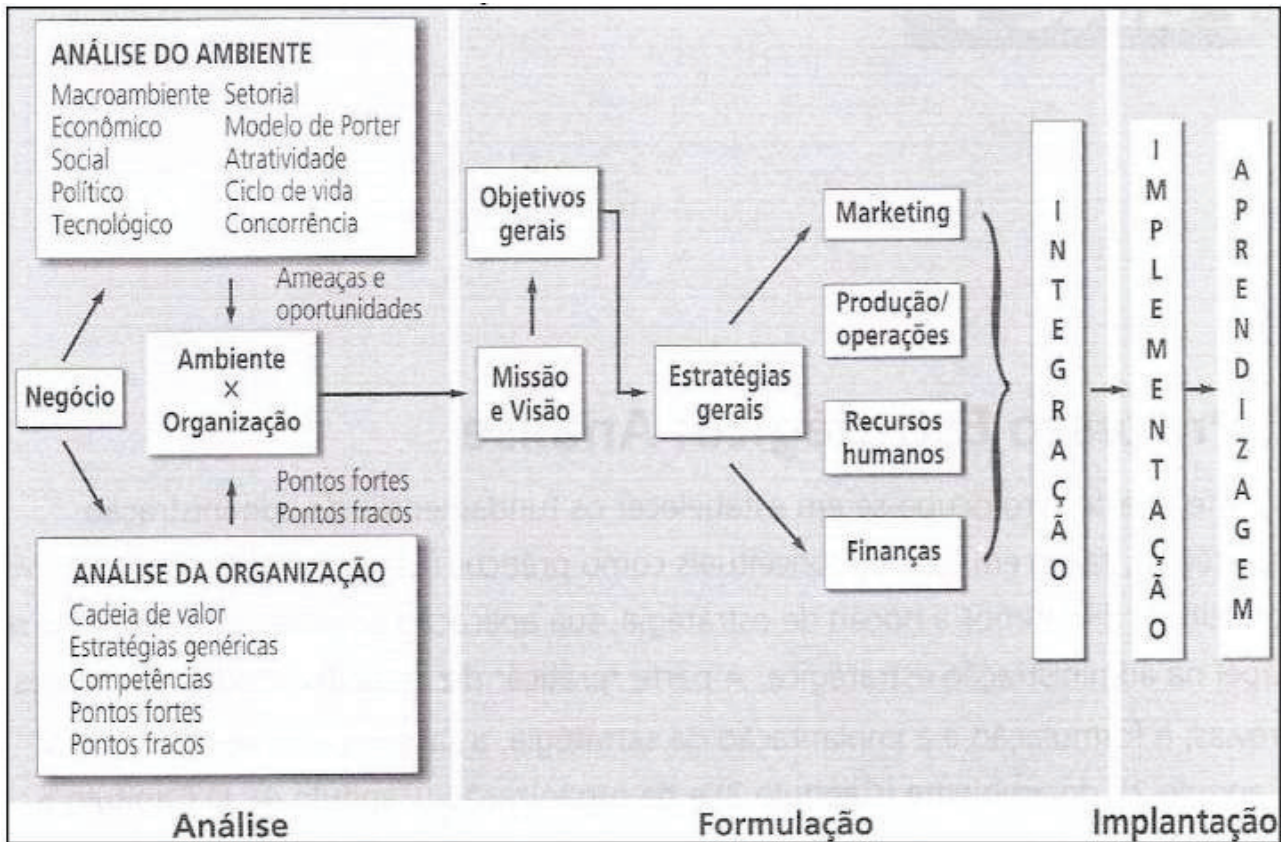 ANÁLISE DO AMBIENTE
Macroambiente Setorial
Econômico Modelo de Porter
Social Atratividade
Político Ciclo de vida
Tecnológico Concorrência
Ameaças e
oportunidades
Negócio
Ambiente
×
Organização
Pontos fortes
Pontos fracos
ANÁLISE DA ORGANIZAÇÃO
Cadeia de valor
Estratégias genéricas
Competências
Pontos fortes
Pontos fracos
Análise
Objetivos
gerais
Missão
e Visão
Estratégias
gerais
Marketing
Produção/
operações
Recursos
humanos
Finanças
Formulação
INTEGRAÇÃO
IMPLEMENTAÇÃO
APRENDIZAGEM
Implantação